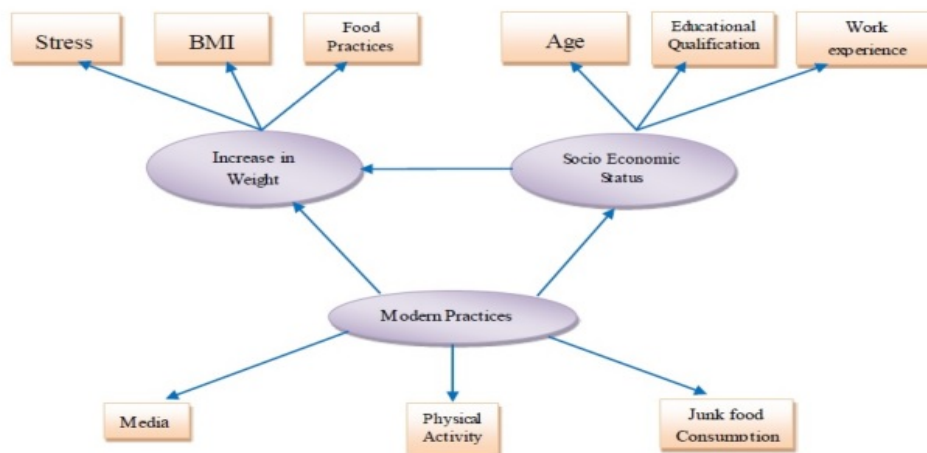 Stress
BMI
Food
Practices
Age
Educational
Qualification
Work
experience
Increase in
Weight
Socio Economic
Status
Modern Practices
Media
Physical
Activity
Junk food
Consumption